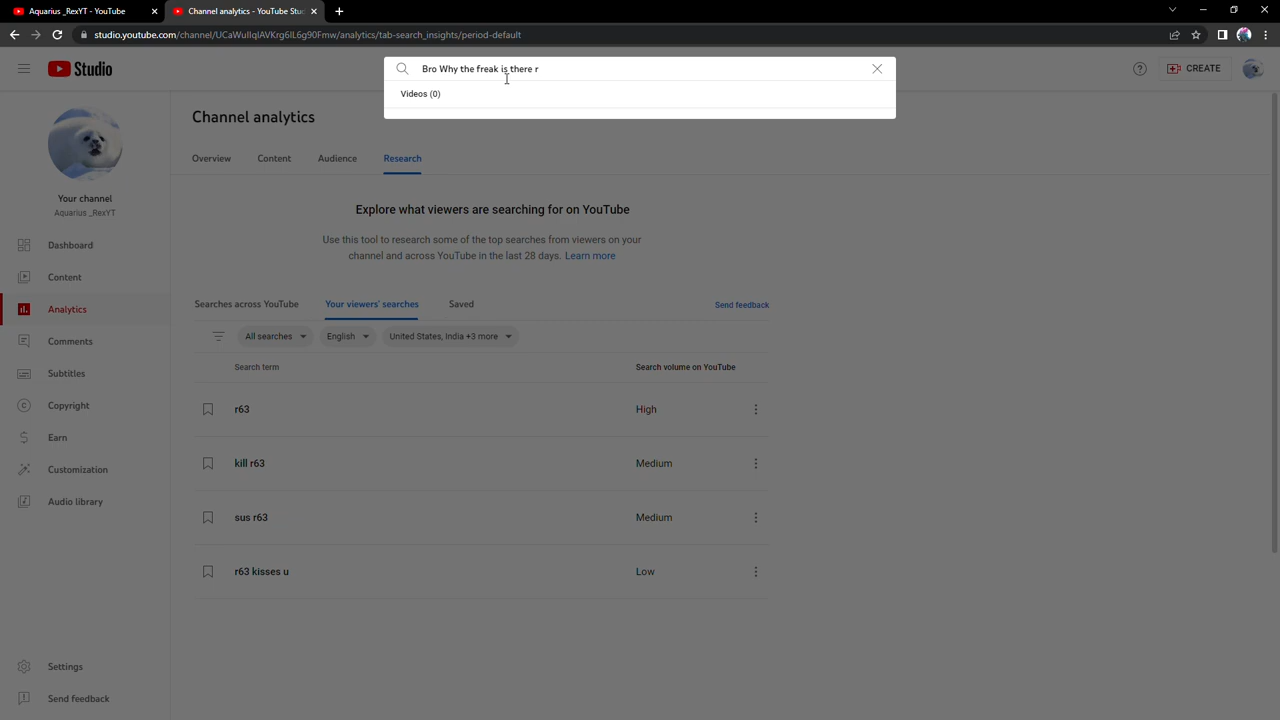 Aquarius_RexYT - YouTube
Channel analytics - YouTube Stu
studio.youtube.com/channel/UCaWuIlqlAVKrg6IL6g90Fmw/analytics/tab-search_insights/period-default
Studio
Bro Why the freak is there r
CREATE
Videos (0)
Your channel
Aquarius _RexYT
Dashboard
Content
Analytics
Comments
Subtitles
Copyright
Earn
Customization
Audio library
Settings
Send feedback
Channel analytics
Overview Content Audience Research
Explore what viewers are searching for on YouTube
Use this tool to research some of the top searches from viewers on your
channel and across YouTube in the last 28 days. Learn more
Searches across YouTube Your viewers' searches Saved Send feedback
All searches English United States, India +3 more
Search term Search volume on YouTube
r63 High
kill r63 Medium
sus r63 Medium
r63 kisses u Low